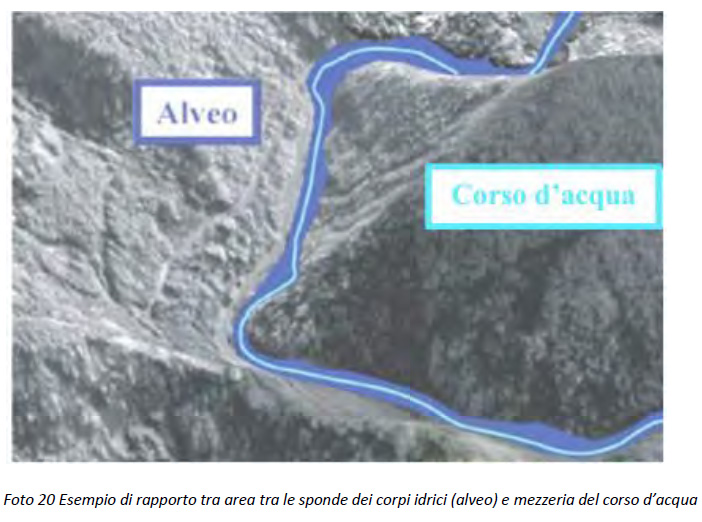 Alveo
Corso d'acqua
Foto 20 Esempio di rapporto tra area tra le sponde dei corpi idrici (alveo) e mezzeria del corso d’acqua